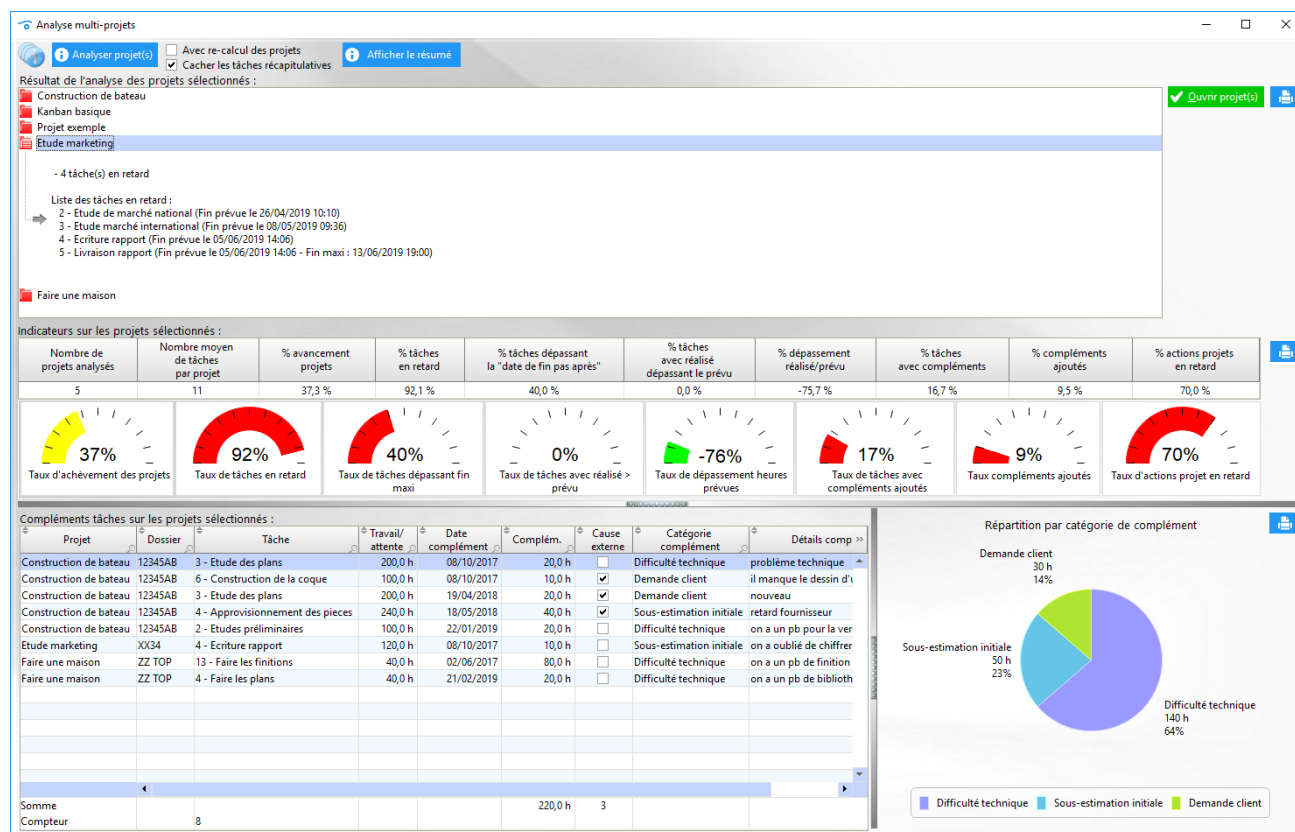 Analyse multi-projets
Analyser projet(s)
Avec re-calcul des projets
Cacher les tâches récapitulatives
Afficher le résumé
Résultat de l'analyse des projets sélectionnés :
Construction de bateau
Kanban basique
Projet exemple
Etude marketing
- 4 tâche(s) en retard
Liste des tâches en retard :
2 - Etude de marché national (Fin prévue le 26/04/2019 10:10)
3 - Etude marché international (Fin prévue le 08/05/2019 09:36)
4 - Ecriture rapport (Fin prévue le 05/06/2019 14:06)
5 - Livraison rapport (Fin prévue le 05/06/2019 14:06 - Fin maxi : 13/06/2019 19:00)
Faire une maison
Ouvrir projet(s)
Indicateurs sur les projets sélectionnés :
Nombre de projets analysés
Nombre moyen de tâches par projet
% avancement projets
% tâches en retard
% tâches dépassant la "date de fin pas après"
% tâches avec réalisé dépassant le prévu
% dépassement réalisé/prévu
% tâches avec compléments
% compléments ajoutés
% actions projets en retard
5 11 37,3 % 92,1 % 40,0 % 0,0 % -75,7 % 16,7 % 9,5 % 70,0 %
37%
Taux d'achèvement des projets
92%
Taux de tâches en retard
40%
Taux de tâches dépassant fin maxi
0%
Taux de tâches avec réalisé > prévu
-76%
Taux de dépassement heures prévues
17%
Taux de tâches avec compléments ajoutés
9%
Taux compléments ajoutés
70%
Taux d'actions projet en retard
Compléments tâches sur les projets sélectionnés :
Projet Dossier Tâche Travail/attente Date complément Complém. Cause externe Catégorie complément Détails comp »
Construction de bateau 12345AB 3 - Etude des plans 200,0 h 08/10/2017 20,0 h Difficulté technique problème technique
Construction de bateau 12345AB 6 - Construction de la coque 100,0 h 08/10/2017 10,0 h Demande client il manque le dessin d'u
Construction de bateau 12345AB 3 - Etude des plans 200,0 h 19/04/2018 20,0 h Demande client nouveau
Construction de bateau 12345AB 4 - Approvisionnement des pieces 240,0 h 18/05/2018 40,0 h Sous-estimation initiale retard fournisseur
Construction de bateau 12345AB 2 - Etudes préliminaires 100,0 h 22/01/2019 20,0 h Difficulté technique on a un pb pour la ver
Etude marketing XX34 4 - Ecriture rapport 120,0 h 08/10/2017 10,0 h Sous-estimation initiale on a oublié de chiffrer
Faire une maison ZZ TOP 13 - Faire les finitions 40,0 h 02/06/2017 80,0 h Difficulté technique on a un pb de finition
Faire une maison ZZ TOP 4 - Faire les plans 40,0 h 21/02/2019 20,0 h Difficulté technique on a un pb de biblioth
Somme 220,0 h 3
Compteur 8
Répartition par catégorie de complément
Demande client
30 h
14%
Sous-estimation initiale
50 h
23%
Difficulté technique
140 h
64%
Difficulté technique Sous-estimation initiale Demande client